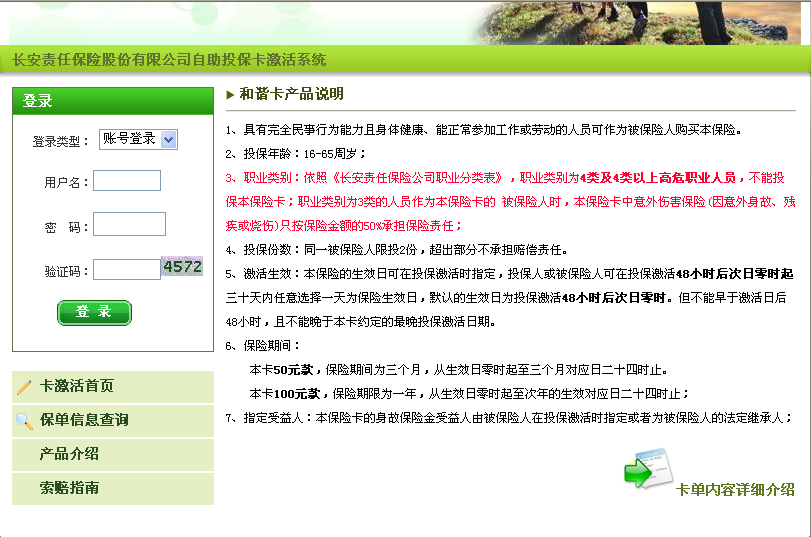 长安责任保险股份有限公司自助投保卡激活系统
登录
登录类型： 账号登录
用户名：
密 码：
验证码： 4572
登 录
卡激活首页
保单信息查询
产品介绍
索赔指南
和谐卡产品说明
1、具有完全民事行为能力且身体健康、能正常参加工作或劳动的人员可作为被保险人购买本保险。
2、投保年龄：16-65周岁；
3、职业类别：依照《长安责任保险公司职业分类表》，职业类别为4类及4类以上高危职业人员，不能投
保本保险卡；职业类别为3类的人员作为本保险卡的 被保险人时，本保险卡中意外伤害保险(因意外身故、残
疾或烧伤)只按保险金额的50%承担保险责任；
4、投保份数：同一被保险人限投2份，超出部分不承担赔偿责任。
5、激活生效：本保险的生效日可在投保激活时指定，投保人或被保险人可在投保激活48小时后次日零时起
三十天内任意选择一天为保险生效日，默认的生效日为投保激活48小时后次日零时。但不能早于激活日后
48小时，且不能晚于本卡约定的最晚投保激活日期。
6、保险期间：
本卡50元款，保险期间为三个月，从生效日零时起至三个月对应日二十四时止。
本卡100元款，保险期限为一年，从生效日零时起至次年的生效对应日二十四时止；
7、指定受益人：本保险卡的身故保险金受益人由被保险人在投保激活时指定或者为被保险人的法定继承人；
卡单内容详细介绍